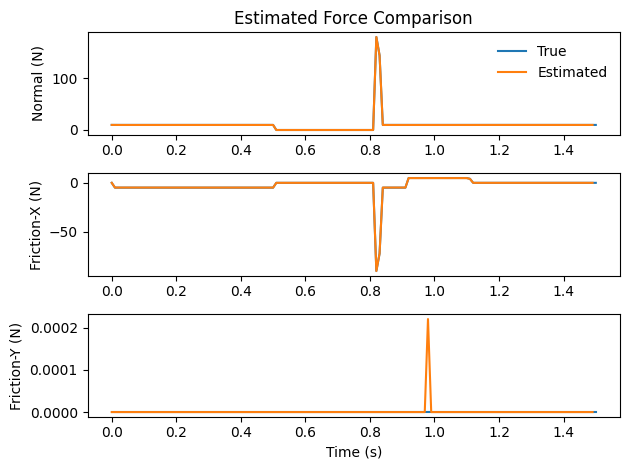 Estimated Force Comparison
Normal (N)
100
0
True
Estimated
0.0 0.2 0.4 0.6 0.8 1.0 1.2 1.4
Friction-X (N)
0
−50
0.0 0.2 0.4 0.6 0.8 1.0 1.2 1.4
Friction-Y (N)
0.0002
0.0001
0.0000
0.0 0.2 0.4 0.6 0.8 1.0 1.2 1.4
Time (s)